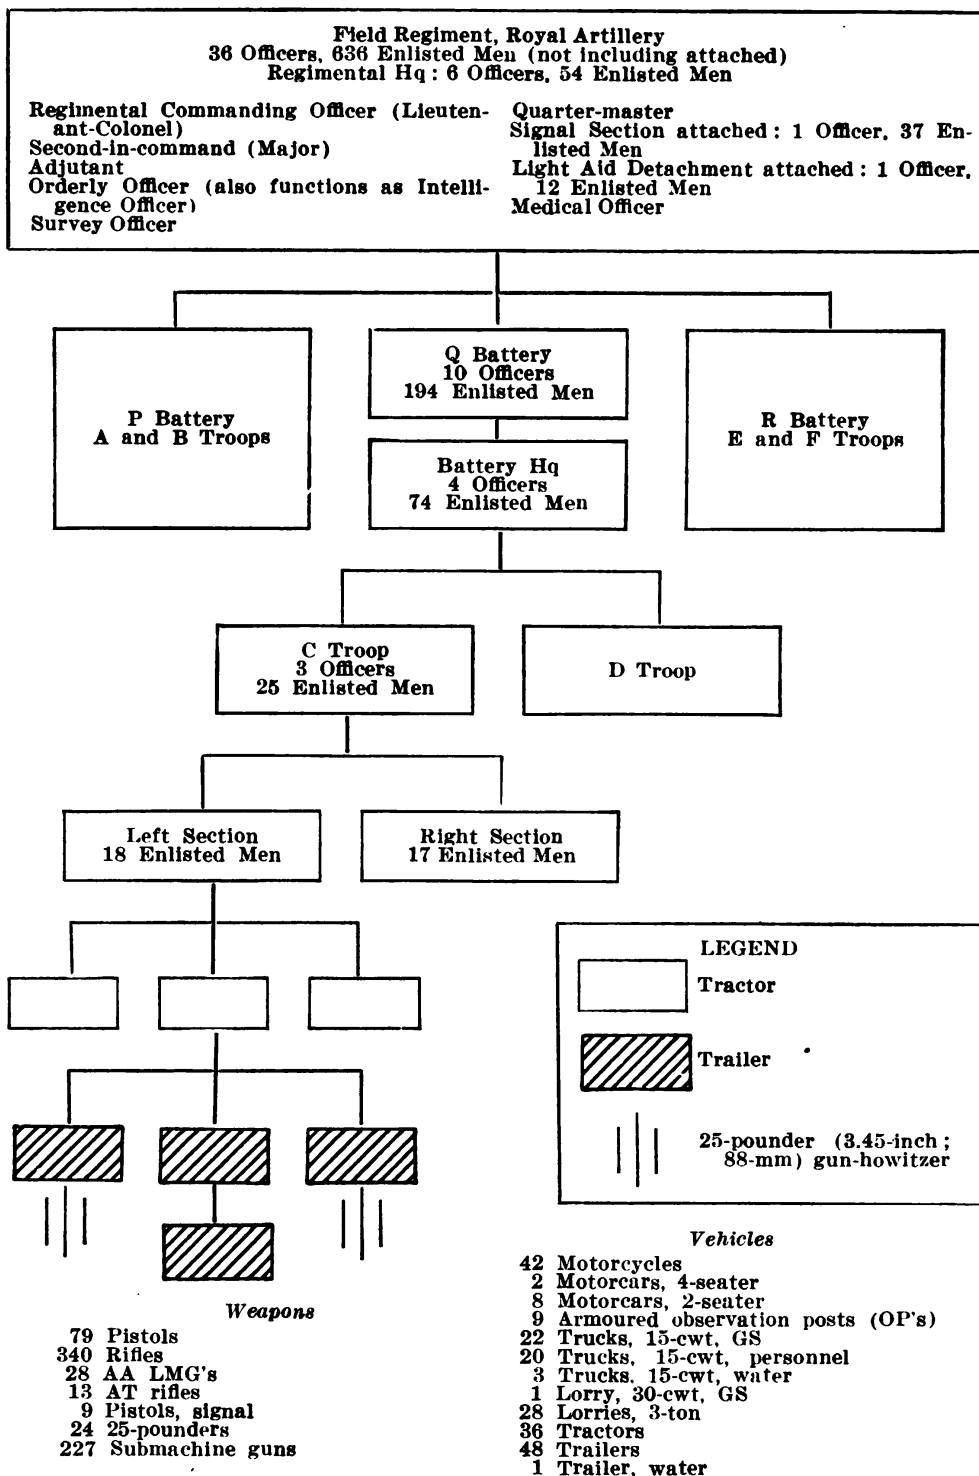 Field Regiment, Royal Artillery
36 Officers, 636 Enlisted Men (not including attached)
Regimental Hq: 6 Officers, 54 Enlisted Men
Regimental Commanding Officer (Lieuten-
ant-Colonel)
Second-in-command (Major)
Adjutant
Orderly Officer (also functions as Intelli-
gence Officer)
Survey Officer
Quarter-master
Signal Section attached: 1 Officer, 37 En-
listed Men
Light Aid Detachment attached: 1 Officer,
12 Enlisted Men
Medical Officer
P Battery
A and B Troops
Q Battery
10 Officers
194 Enlisted Men
R Battery
E and F Troops
Battery Hq
4 Officers
74 Enlisted Men
C Troop
3 Officers
25 Enlisted Men
D Troop
Left Section
18 Enlisted Men
Right Section
17 Enlisted Men
LEGEND
Tractor
Trailer
25-pounder (3.45-inch;
88-mm) gun-howitzer
Weapons
79 Pistols
340 Rifles
28 AA LMG's
13 AT rifles
9 Pistols, signal
24 25-pounders
227 Submachine guns
Vehicles
42 Motorcycles
2 Motorcars, 4-seater
8 Motorcars, 2-seater
9 Armoured observation posts (OP's)
22 Trucks, 15-cwt, GS
20 Trucks, 15-cwt, personnel
3 Trucks, 15-cwt, water
1 Lorry, 30-cwt, GS
28 Lorries, 3-ton
36 Tractors
48 Trailers
1 Trailer, water